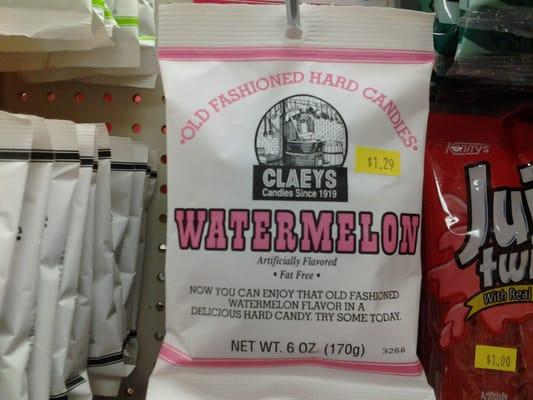 OLD FASHIONED HARD CANDIES
$1.29
CLAEYS
Candies Since 1919
WATERMELON
Artificially Flavored
• Fat Free •
NOW YOU CAN ENJOY THAT OLD FASHIONED
WATERMELON FLAVOR IN A
DELICIOUS HARD CANDY. TRY SOME TODAY.
NET WT. 6 OZ. (170g)
3268
Kenny's
With Real
$1.00
Artificially